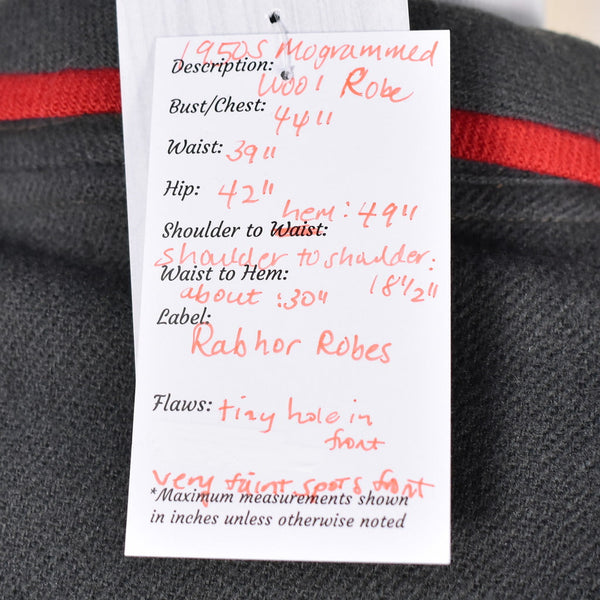 1950s Mogrammed
Description:
Wool Robe
Bust/Chest: 44"
Waist: 39"
Hip: 42"
hem: 49"
Shoulder to Waist:
shoulder to shoulder:
Waist to Hem: 18 1/2"
about : 30"
Label:
Rabhor Robes
Flaws: tiny hole in
front
very faint spots front
*Maximum measurements shown
in inches unless otherwise noted